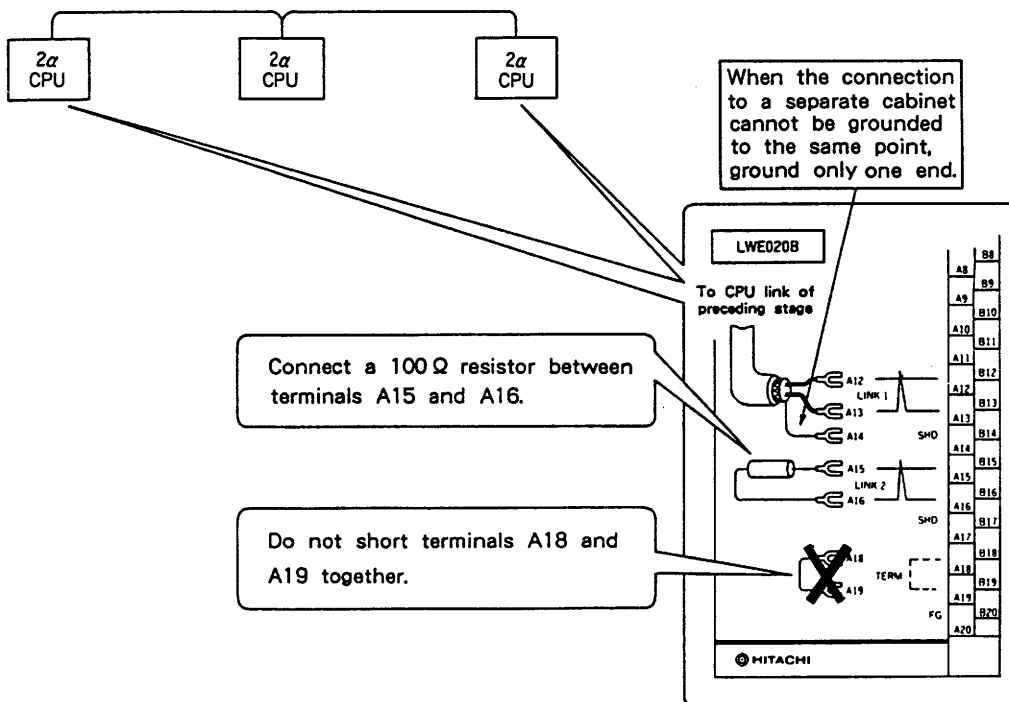 2α
CPU
2α
CPU
2α
CPU
When the connection
to a separate cabinet
cannot be grounded
to the same point,
ground only one end.
LWE020B
To CPU link of
preceding stage
Connect a 100 Ω resistor between
terminals A15 and A16.
Do not short terminals A18 and
A19 together.
A12
LINK 1
A13
A14
SHD
A15
LINK 2
A16
SHD
A18
TERM
A19
FG
A8
A9
A10
A11
A12
A13
A14
A15
A16
A17
A18
A19
A20
B8
B9
B10
B11
B12
B13
B14
B15
B16
B17
B18
B19
B20
HITACHI